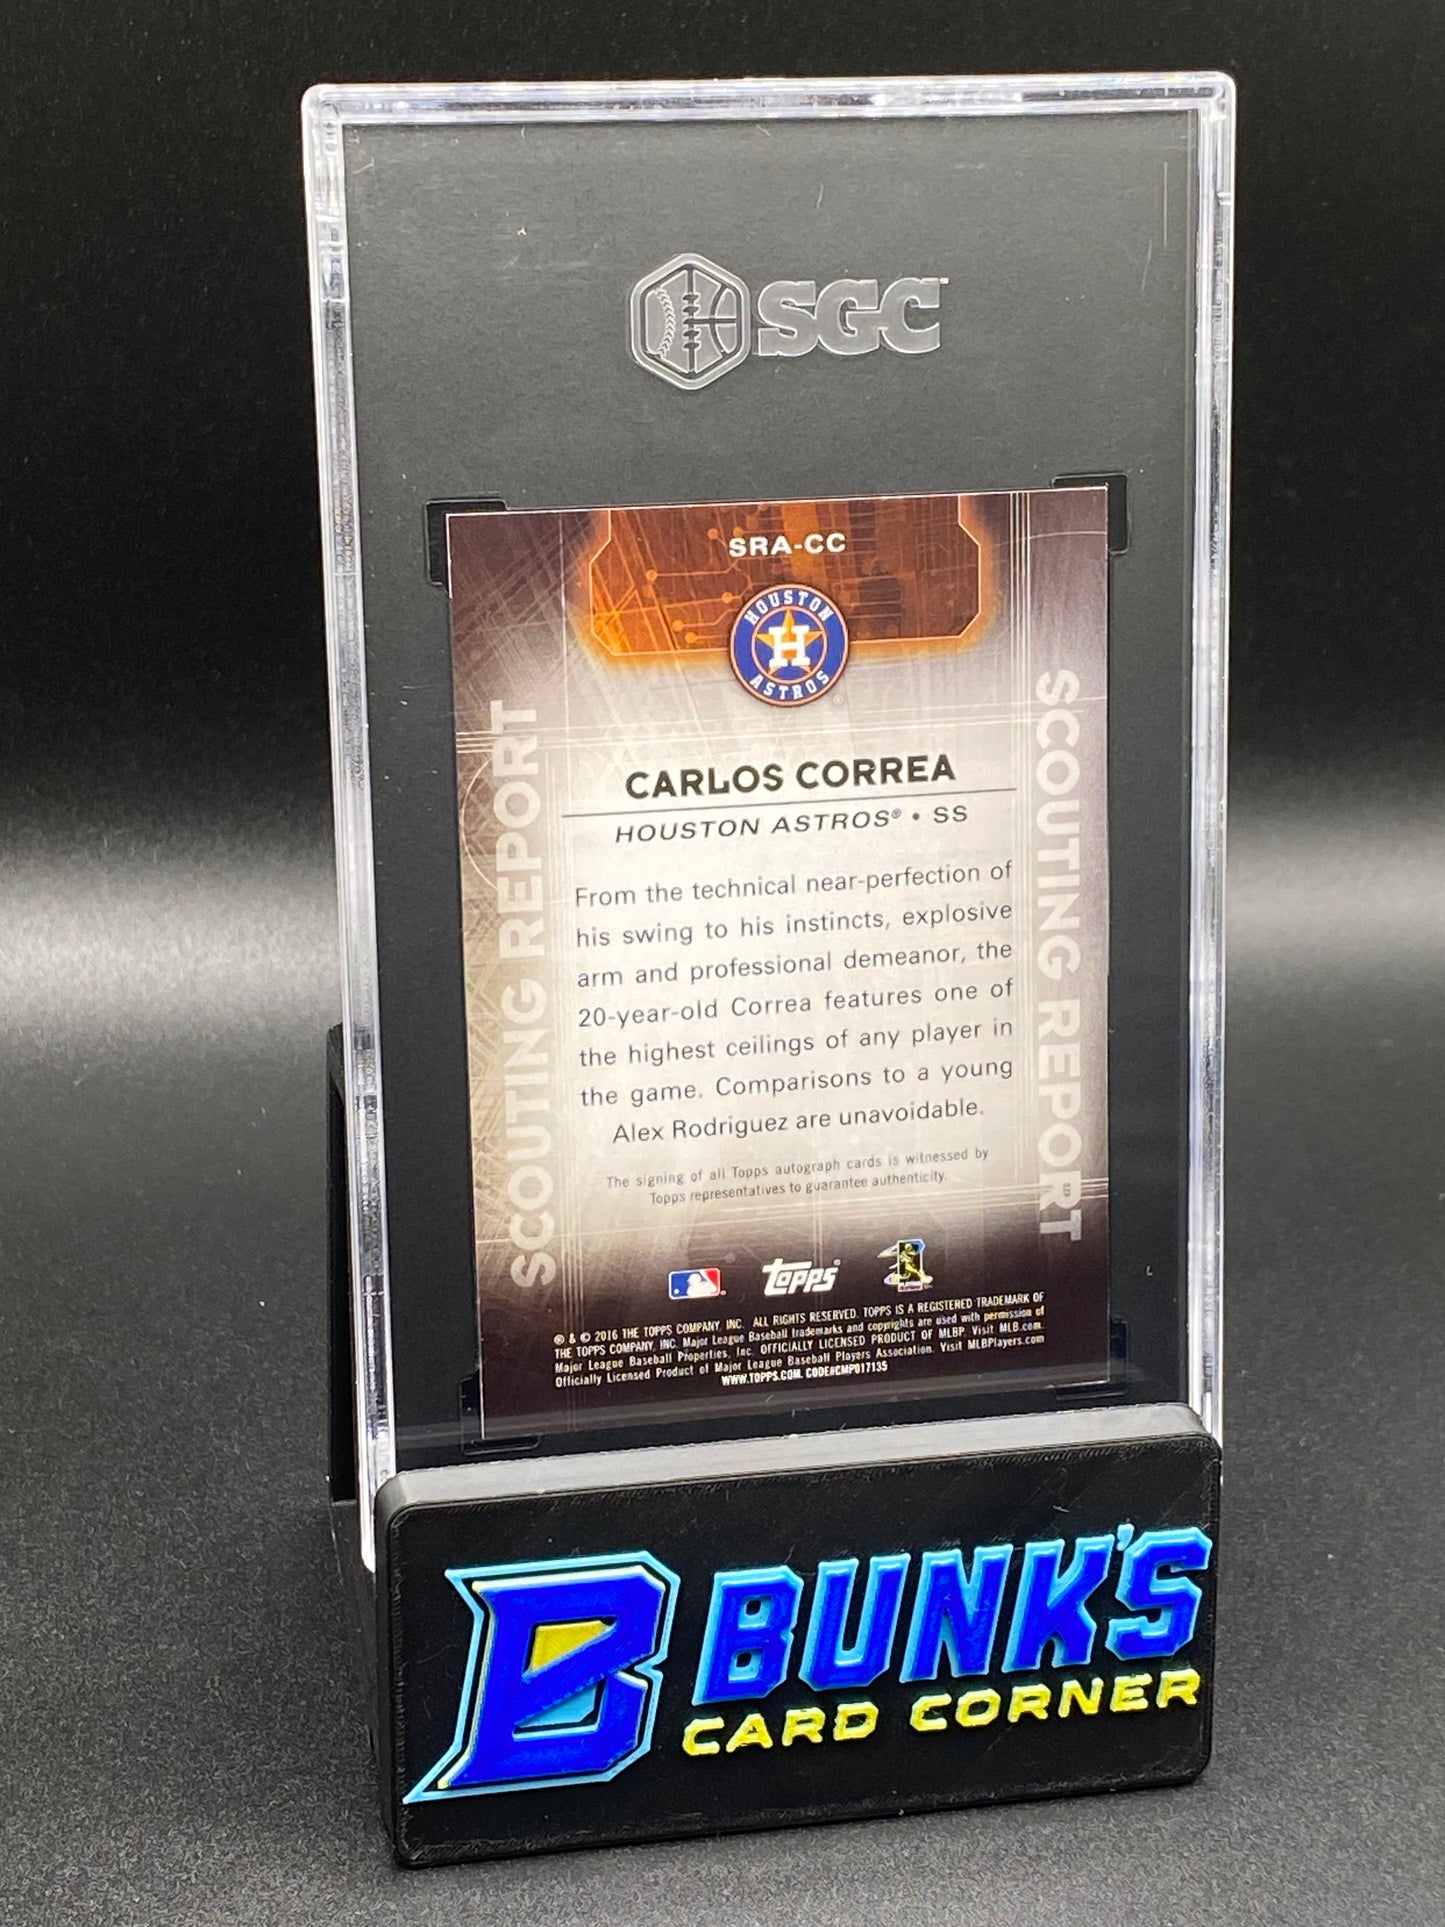 SGC
SRA-CC
HOUSTON
H
ASTROS
CARLOS CORREA
HOUSTON ASTROS® • SS
SCOUTING REPORT
SCOUTING REPORT
From the technical near-perfection of
his swing to his instincts, explosive
arm and professional demeanor, the
20-year-old Correa features one of
the highest ceilings of any player in
the game. Comparisons to a young
Alex Rodriguez are unavoidable.
The signing of all Topps autograph cards is witnessed by
Topps representatives to guarantee authenticity.
topps
® & © 2016 THE TOPPS COMPANY, INC. ALL RIGHTS RESERVED. TOPPS IS A REGISTERED TRADEMARK OF
THE TOPPS COMPANY, INC. Major League Baseball trademarks and copyrights are used with permission of
Major League Baseball Properties, Inc. OFFICIALLY LICENSED PRODUCT OF MLBP. Visit MLB.com.
Officially Licensed Product of Major League Baseball Players Association. Visit MLBPlayers.com
WWW.TOPPS.COM. CODE#CMP017135
B BUNK'S
CARD CORNER